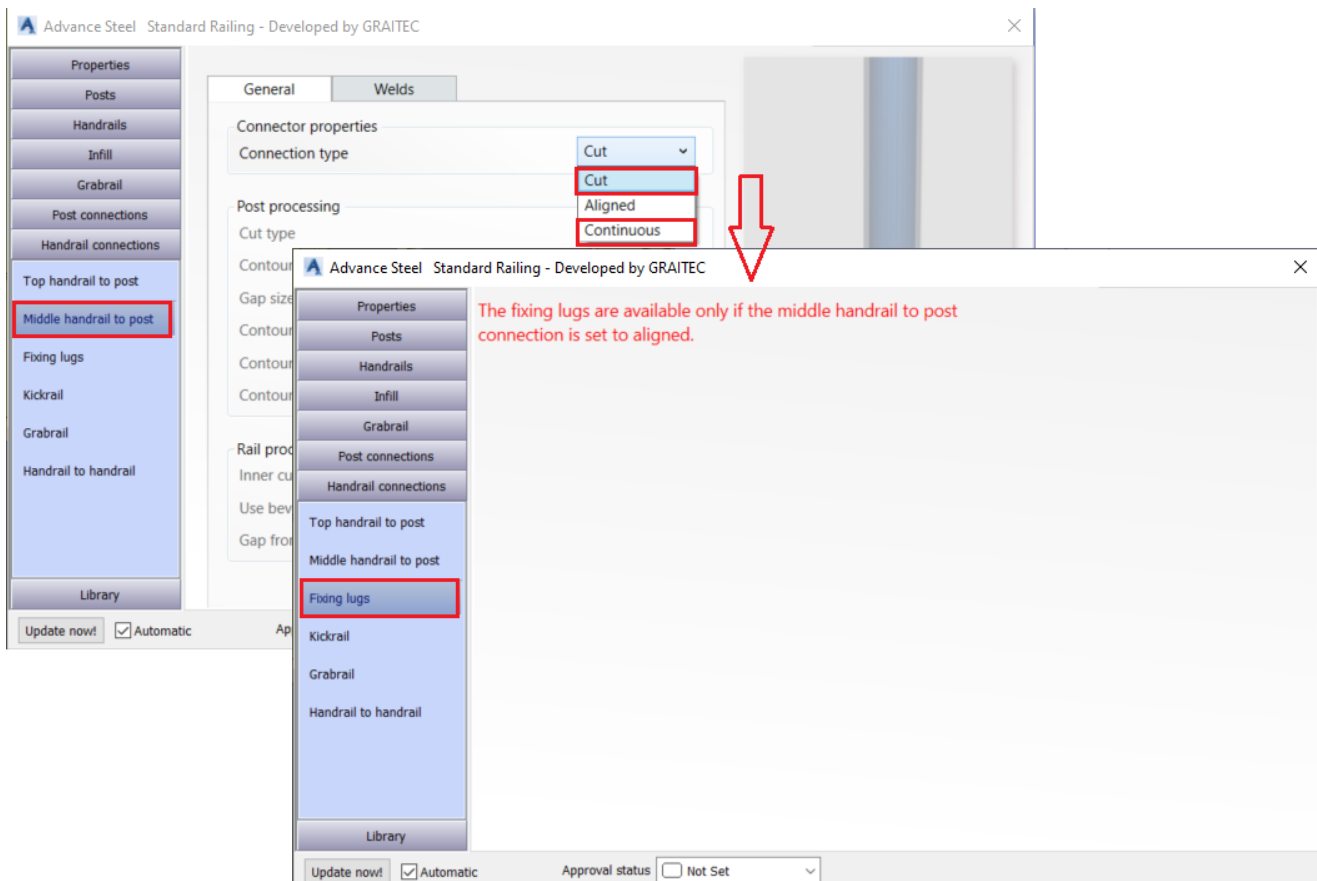 Advance Steel Standard Railing - Developed by GRAITEC
Properties
Posts
Handrails
Infill
Grabrail
Post connections
Handrail connections
Top handrail to post
Middle handrail to post
Fixing lugs
Kickrail
Grabrail
Handrail to handrail
Library
Update now!
Automatic
Ap
General
Welds
Connector properties
Connection type
Cut
Cut
Aligned
Continuous
Post processing
Cut type
Contour
Gap size
Contour
Contour
Contour
Rail proc
Inner cu
Use bev
Gap fror
Advance Steel Standard Railing - Developed by GRAITEC
Properties
Posts
Handrails
Infill
Grabrail
Post connections
Handrail connections
Top handrail to post
Middle handrail to post
Fixing lugs
Kickrail
Grabrail
Handrail to handrail
Library
The fixing lugs are available only if the middle handrail to post
connection is set to aligned.
Update now!
Automatic
Approval status
Not Set